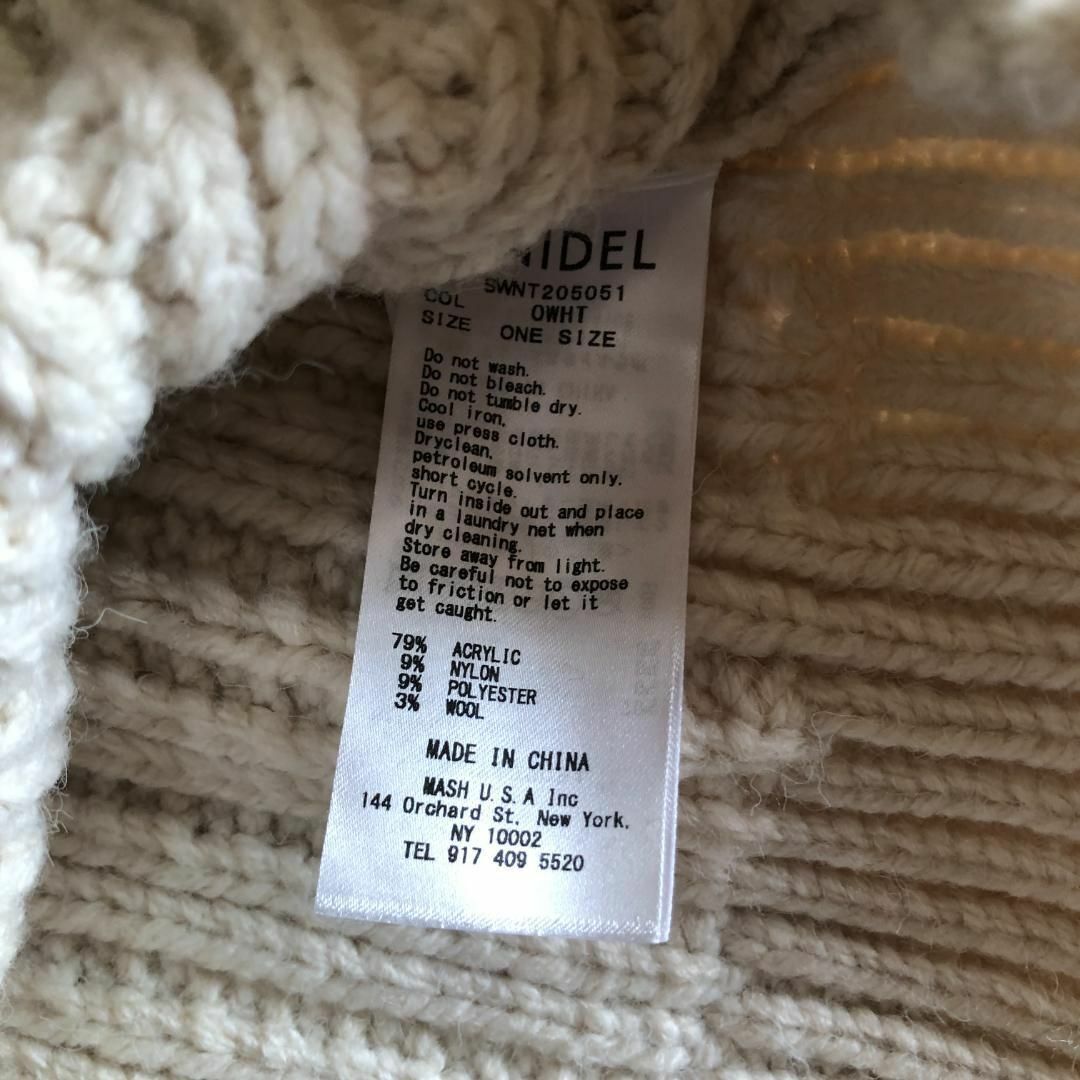 NIDEL
SWNT205051
COL OWHT
SIZE ONE SIZE
Do not wash.
Do not bleach.
Do not tumble dry.
Cool iron,
use press cloth.
Dryclean,
petroleum solvent only.
short cycle.
Turn inside out and place
in a laundry net when
dry cleaning.
Store away from light.
Be careful not to expose
to friction or let it
get caught.
79% ACRYLIC
9% NYLON
9% POLYESTER
3% WOOL
MADE IN CHINA
MASH U.S.A Inc
144 Orchard St. New York,
NY 10002
TEL 917 409 5520